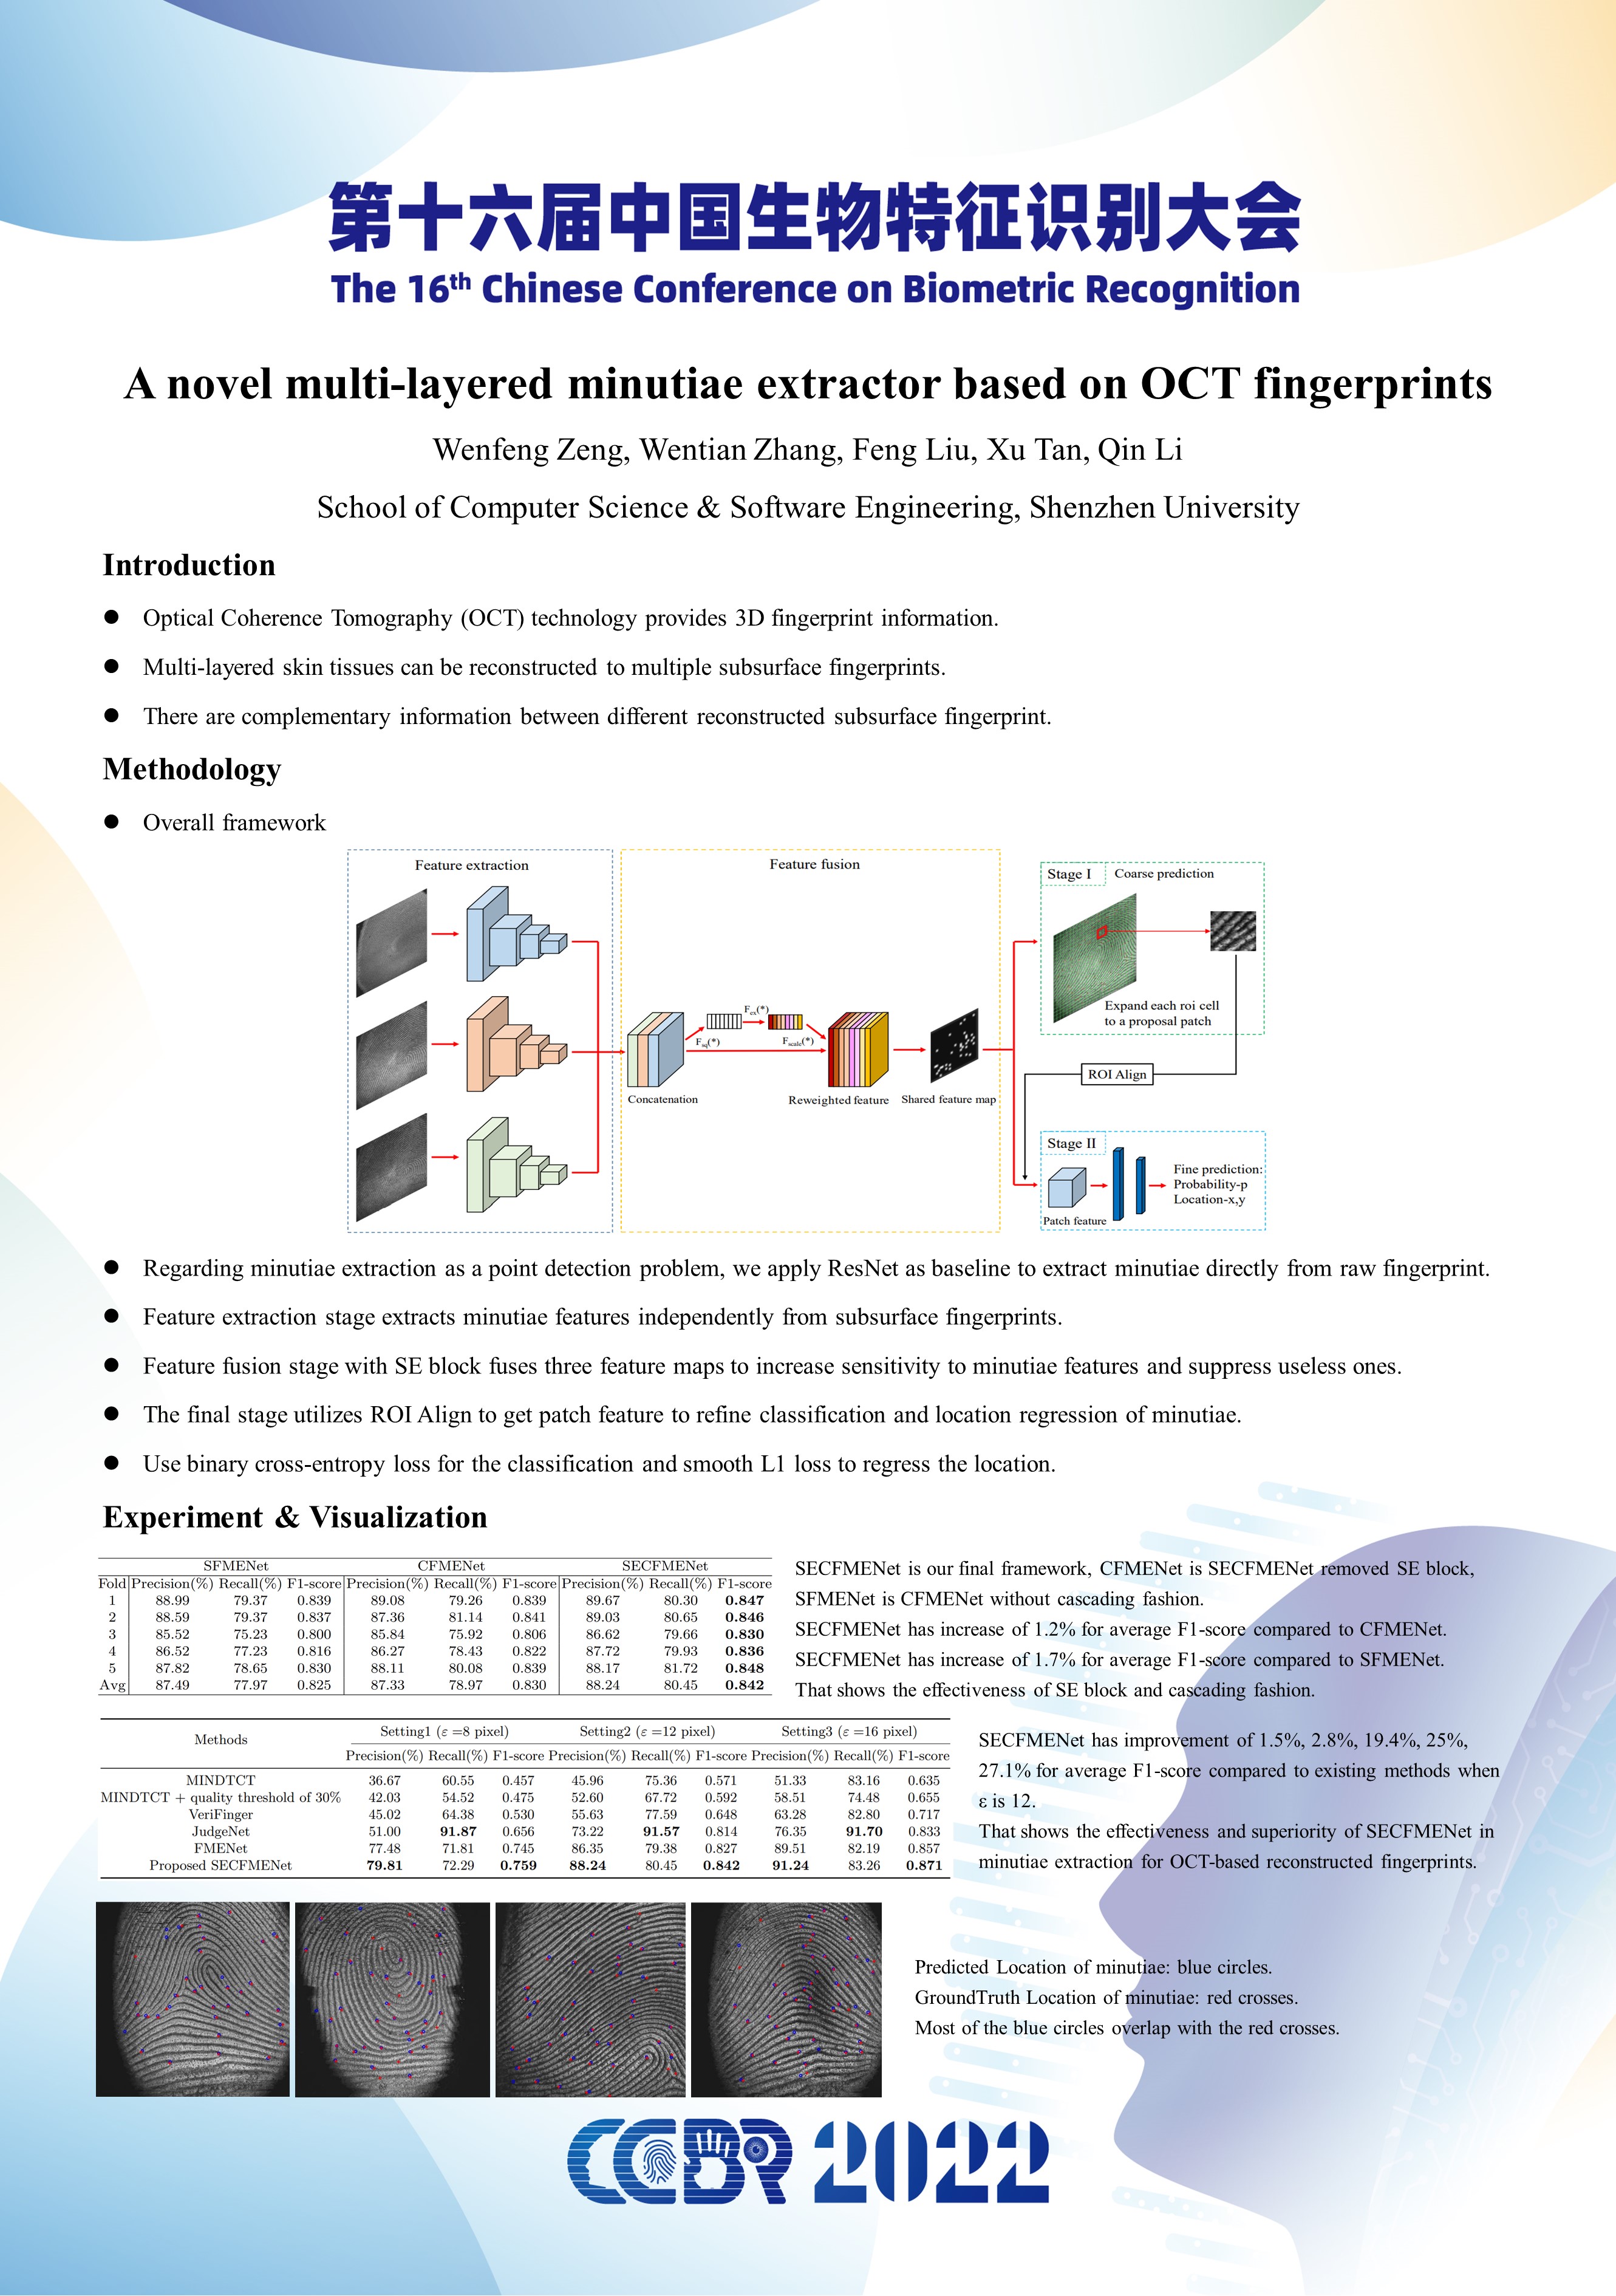 第十六届中国生物特征识别大会
The 16th Chinese Conference on Biometric Recognition
A novel multi-layered minutiae extractor based on OCT fingerprints
Wenfeng Zeng, Wentian Zhang, Feng Liu, Xu Tan, Qin Li
School of Computer Science & Software Engineering, Shenzhen University
Introduction
● Optical Coherence Tomography (OCT) technology provides 3D fingerprint information.
● Multi-layered skin tissues can be reconstructed to multiple subsurface fingerprints.
● There are complementary information between different reconstructed subsurface fingerprint.
Methodology
● Overall framework
Feature extraction
Feature fusion
Concatenation
Fsq(*)
Fex(*)
Fscale(*)
Reweighted feature
Shared feature map
Stage I
Coarse prediction
Expand each roi cell
to a proposal patch
ROI Align
Stage II
Patch feature
Fine prediction:
Probability-p
Location-x,y
● Regarding minutiae extraction as a point detection problem, we apply ResNet as baseline to extract minutiae directly from raw fingerprint.
● Feature extraction stage extracts minutiae features independently from subsurface fingerprints.
● Feature fusion stage with SE block fuses three feature maps to increase sensitivity to minutiae features and suppress useless ones.
● The final stage utilizes ROI Align to get patch feature to refine classification and location regression of minutiae.
● Use binary cross-entropy loss for the classification and smooth L1 loss to regress the location.
Experiment & Visualization
SFMENet CFMENet SECFMENet
Fold Precision(%) Recall(%) F1-score Precision(%) Recall(%) F1-score Precision(%) Recall(%) F1-score
1 88.99 79.37 0.839 89.08 79.26 0.839 89.67 80.30 0.847
2 88.59 79.37 0.837 87.36 81.14 0.841 89.03 80.65 0.846
3 85.52 75.23 0.800 85.84 75.92 0.806 86.62 79.66 0.830
4 86.52 77.23 0.816 86.27 78.43 0.822 87.72 79.93 0.836
5 87.82 78.65 0.830 88.11 80.08 0.839 88.17 81.72 0.848
Avg 87.49 77.97 0.825 87.33 78.97 0.830 88.24 80.45 0.842
SECFMENet is our final framework, CFMENet is SECFMENet removed SE block,
SFMENet is CFMENet without cascading fashion.
SECFMENet has increase of 1.2% for average F1-score compared to CFMENet.
SECFMENet has increase of 1.7% for average F1-score compared to SFMENet.
That shows the effectiveness of SE block and cascading fashion.
Methods Setting1 (ε =8 pixel) Setting2 (ε =12 pixel) Setting3 (ε =16 pixel)
Precision(%) Recall(%) F1-score Precision(%) Recall(%) F1-score Precision(%) Recall(%) F1-score
MINDTCT 36.67 60.55 0.457 45.96 75.36 0.571 51.33 83.16 0.635
MINDTCT + quality threshold of 30% 42.03 54.52 0.475 52.60 67.72 0.592 58.51 74.48 0.655
VeriFinger 45.02 64.38 0.530 55.63 77.59 0.648 63.28 82.80 0.717
JudgeNet 51.00 91.87 0.656 73.22 91.57 0.814 76.35 91.70 0.833
FMENet 77.48 71.81 0.745 86.35 79.38 0.827 89.51 82.19 0.857
Proposed SECFMENet 79.81 72.29 0.759 88.24 80.45 0.842 91.24 83.26 0.871
SECFMENet has improvement of 1.5%, 2.8%, 19.4%, 25%,
27.1% for average F1-score compared to existing methods when
ε is 12.
That shows the effectiveness and superiority of SECFMENet in
minutiae extraction for OCT-based reconstructed fingerprints.
Predicted Location of minutiae: blue circles.
GroundTruth Location of minutiae: red crosses.
Most of the blue circles overlap with the red crosses.
CCBR 2022